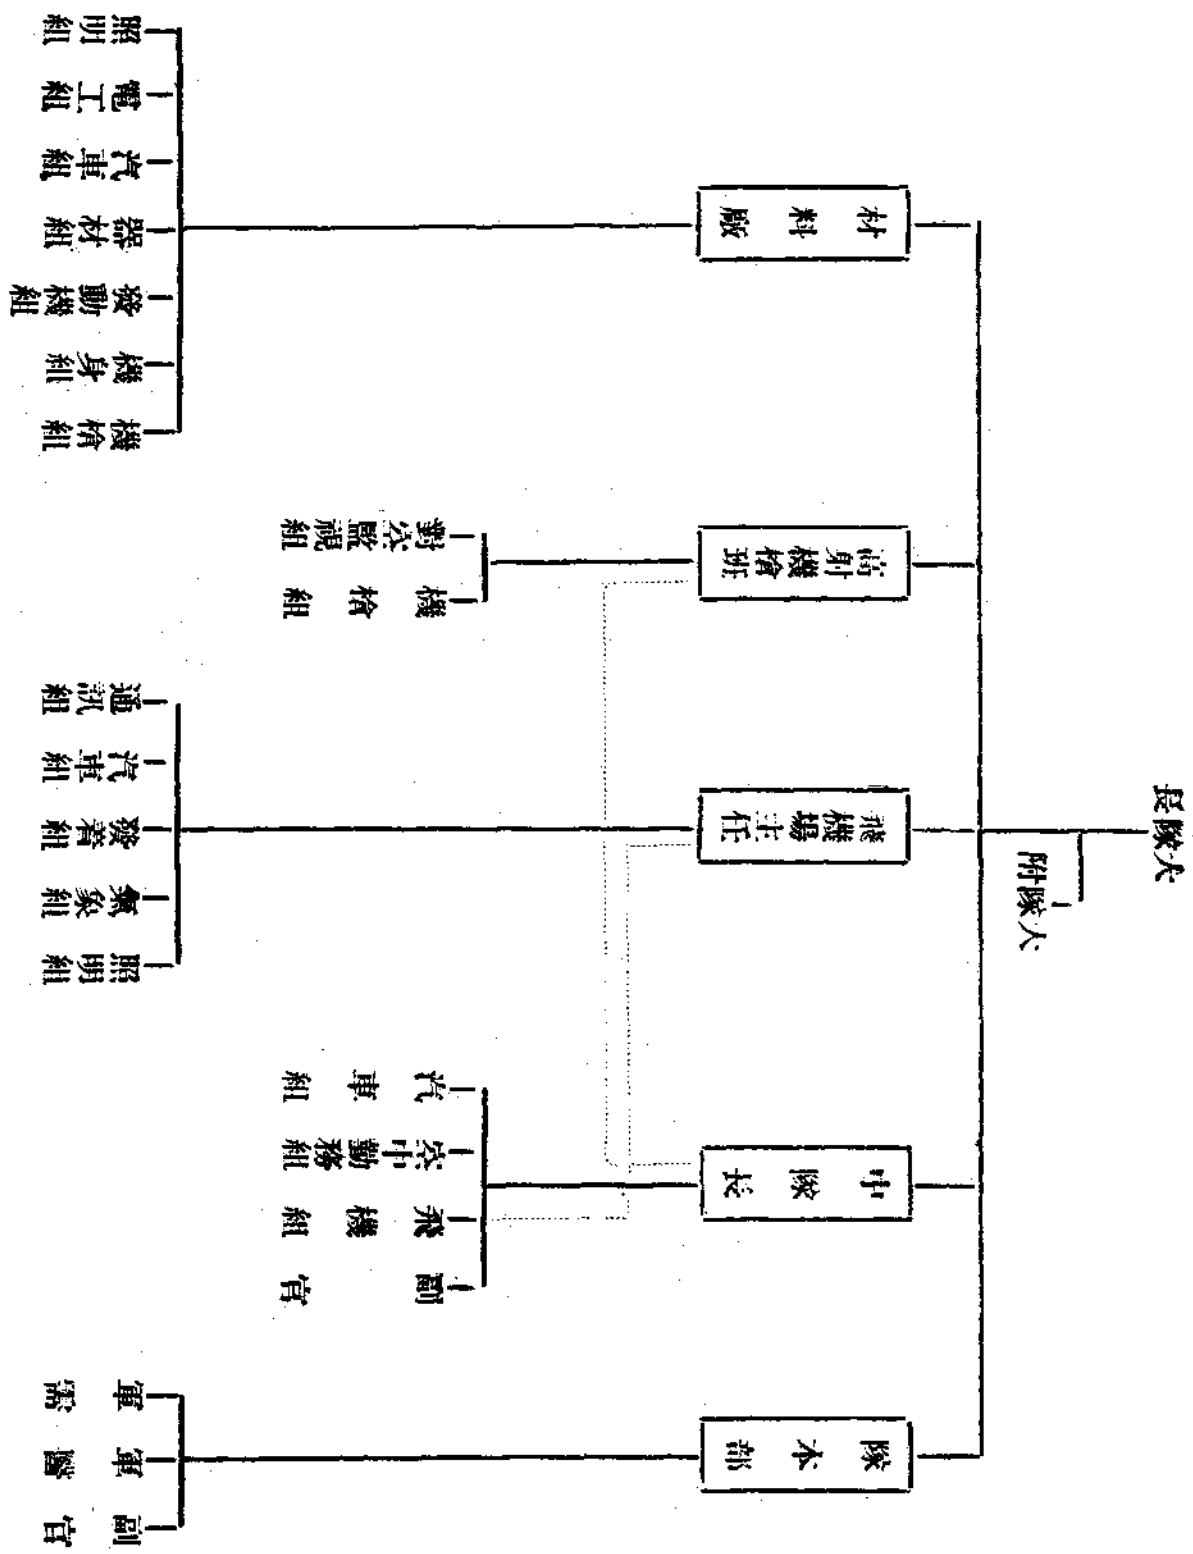 大隊長
大隊附
隊本部
中隊長
飛機場主任
高射機槍班
材料廠
副官
軍醫
軍需
副官
飛機組
空中勤務組
汽車組
照明組
氣象組
發着組
汽車組
通訊組
機槍組
對空監視組
機槍組
機身組
發動機組
器材組
汽車組
電工組
照明組